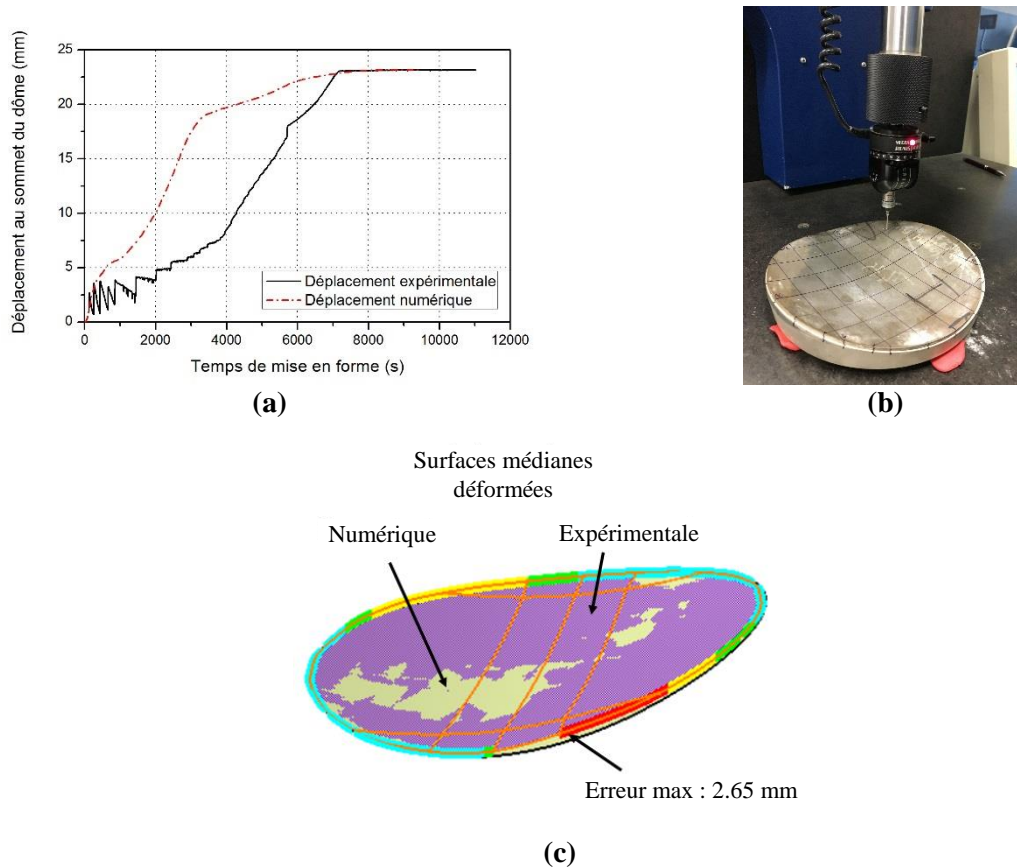 Déplacement au sommet du dôme (mm)
25
20
15
10
5
0
Déplacement expérimentale
Déplacement numérique
0 2000 4000 6000 8000 10000 12000
Temps de mise en forme (s)
(a)
(b)
Surfaces médianes
déformées
Numérique
Expérimentale
Erreur max : 2.65 mm
(c)